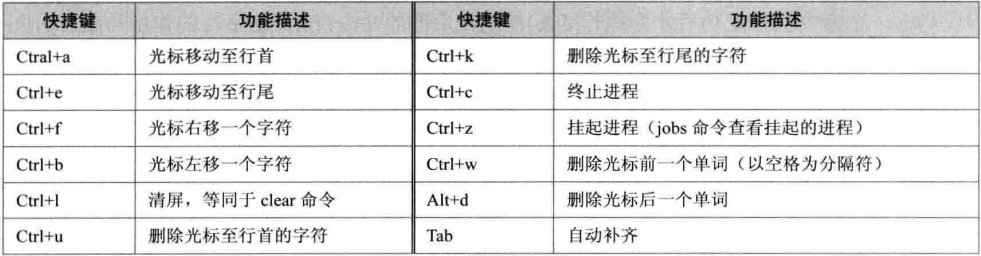 快捷键 功能描述 快捷键 功能描述
Ctral+a 光标移动至行首 Ctrl+k 删除光标至行尾的字符
Ctrl+e 光标移动至行尾 Ctrl+c 终止进程
Ctrl+f 光标右移一个字符 Ctrl+z 挂起进程（jobs 命令查看挂起的进程）
Ctrl+b 光标左移一个字符 Ctrl+w 删除光标前一个单词（以空格为分隔符）
Ctrl+l 清屏，等同于 clear 命令 Alt+d 删除光标后一个单词
Ctrl+u 删除光标至行首的字符 Tab 自动补齐